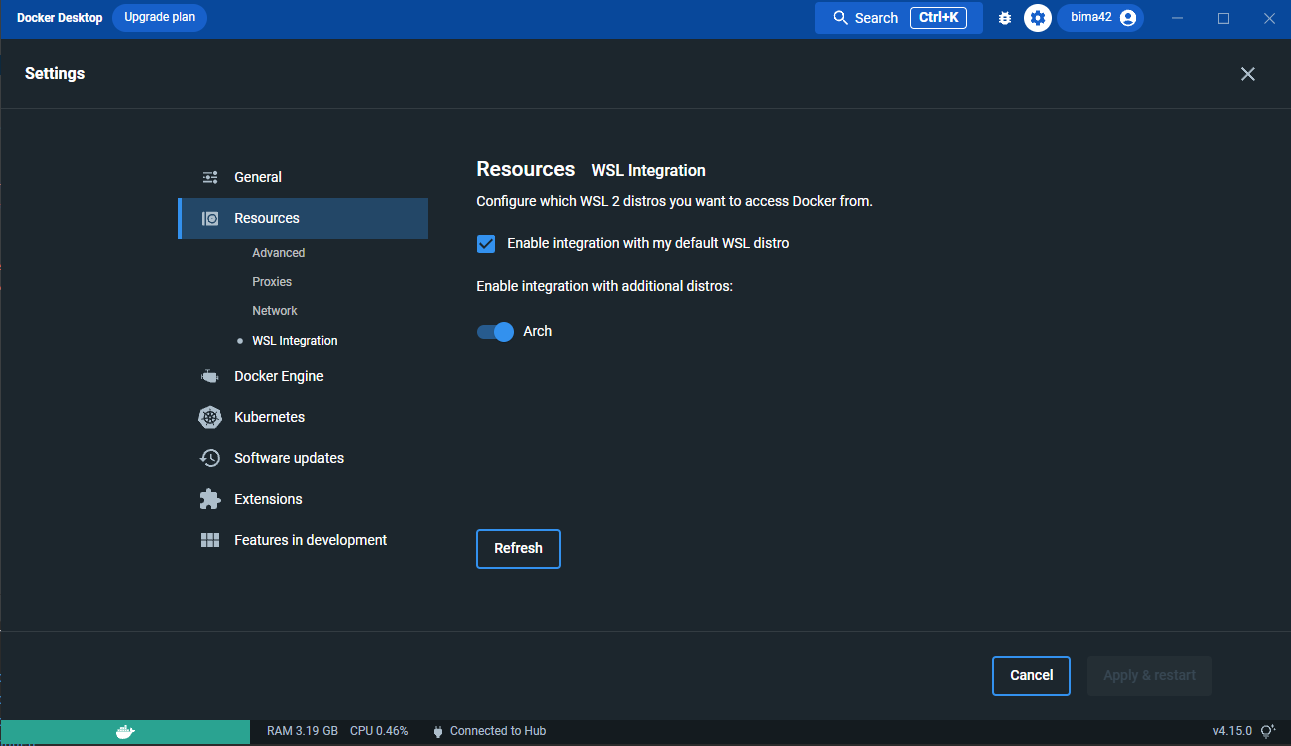 Docker Desktop Upgrade plan Search Ctrl+K bima42
Settings
General
Resources
Advanced
Proxies
Network
WSL Integration
Docker Engine
Kubernetes
Software updates
Extensions
Features in development
Resources WSL Integration
Configure which WSL 2 distros you want to access Docker from.
Enable integration with my default WSL distro
Enable integration with additional distros:
Arch
Refresh
Cancel Apply & restart
RAM 3.19 GB CPU 0.46% Connected to Hub v4.15.0